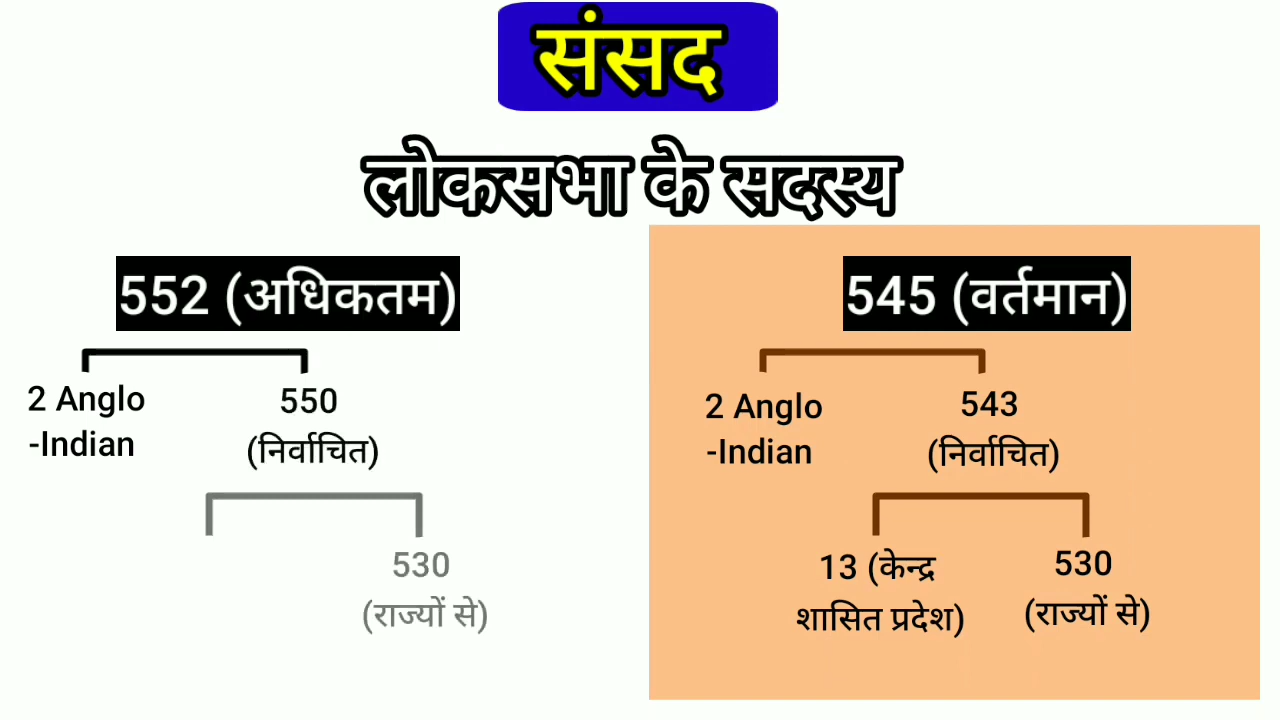 संसद
लोकसभा के सदस्य
552 (अधिकतम)
2 Anglo
-Indian
550
(निर्वाचित)
530
(राज्यों से)
545 (वर्तमान)
2 Anglo
-Indian
543
(निर्वाचित)
13 (केन्द्र
शासित प्रदेश)
530
(राज्यों से)